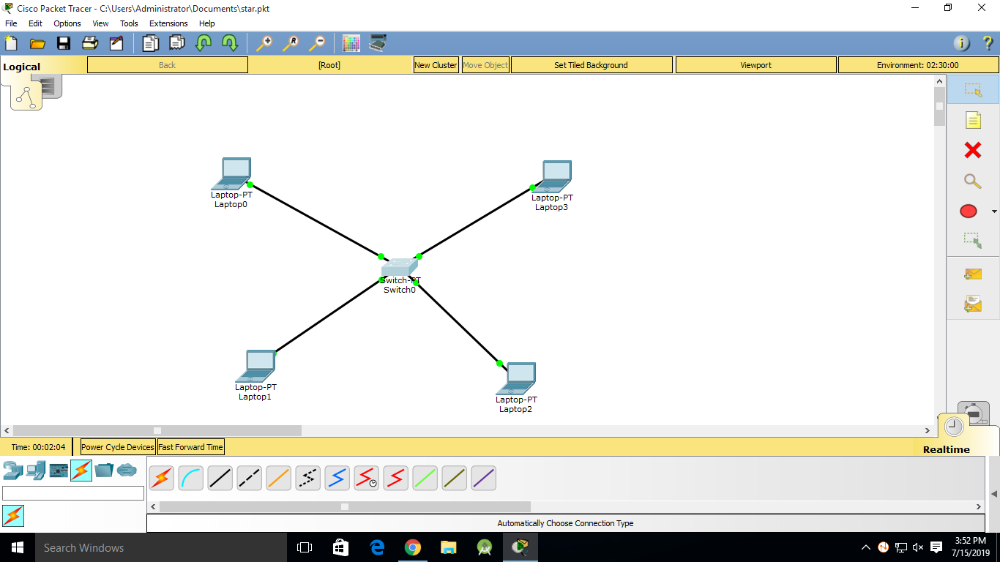 Cisco Packet Tracer - C:\Users\Administrator\Documents\star.pkt
File Edit Options View Tools Extensions Help
Logical Back [Root] New Cluster Move Object Set Tiled Background Viewport Environment: 02:30:00
Laptop-PT
Laptop0
Laptop-PT
Laptop3
Switch-PT
Switch0
Laptop-PT
Laptop1
Laptop-PT
Laptop2
Time: 00:02:04 Power Cycle Devices Fast Forward Time Realtime
Automatically Choose Connection Type
Search Windows
3:52 PM
7/15/2019